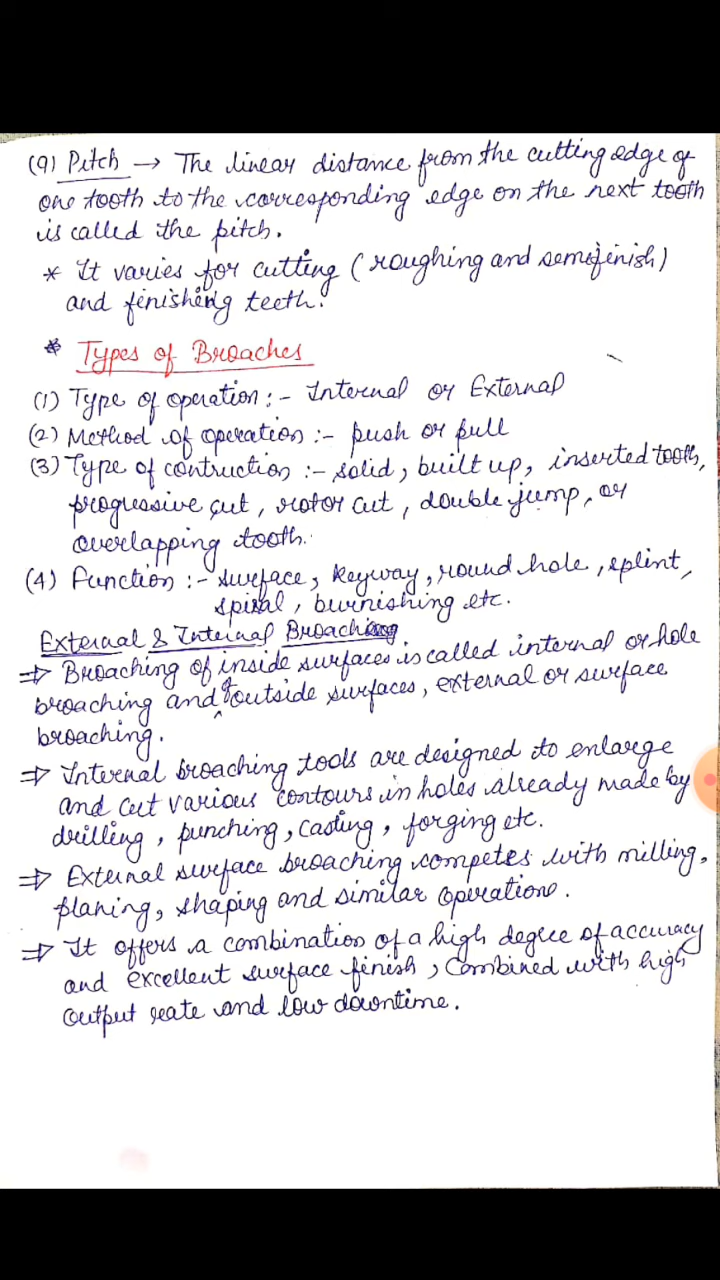 (9) Pitch → The linear distance from the cutting edge of
one tooth to the corresponding edge on the next tooth
is called the pitch.
* It varies for cutting (roughing and semifinish)
and finishing teeth.
* Types of Broaches
(1) Type of operation :- Internal or External
(2) Method of operation :- push or pull
(3) Type of contruction :- solid, built up, inserted tooth,
progressive cut, rotor cut, double jump, or
overlapping tooth.
(4) Function :- surface, keyway, round hole, splint,
spiral, burnishing etc.
External & Internal Broaching
⇒ Broaching of inside surfaces is called internal or hole
broaching and of outside surfaces, external or surface
broaching.
⇒ Internal broaching tools are designed to enlarge
and cut various contours in holes already made by
drilling, punching, casting, forging etc.
⇒ External surface broaching competes with milling,
planing, shaping and similar operations.
⇒ It offers a combination of a high degree of accuracy
and excellent surface finish, combined with high
output rate and low downtime.